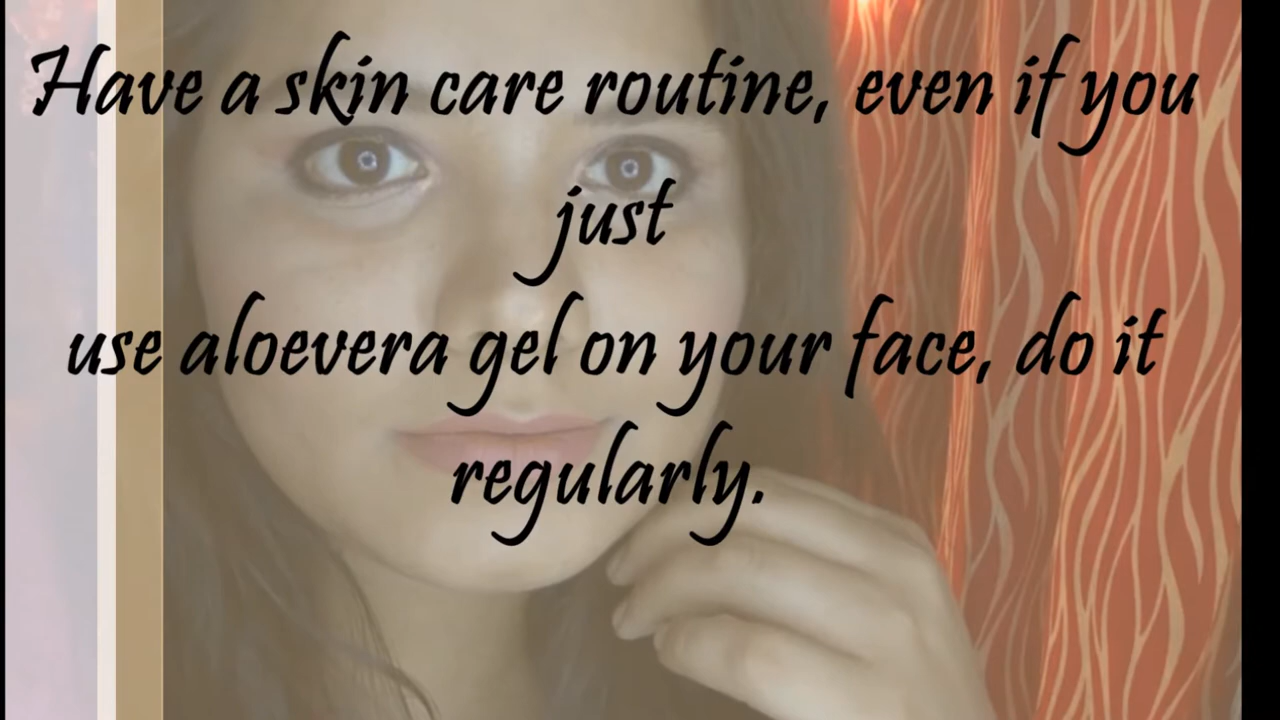 Have a skin care routine, even if you
just
use aloevera gel on your face, do it
regularly.